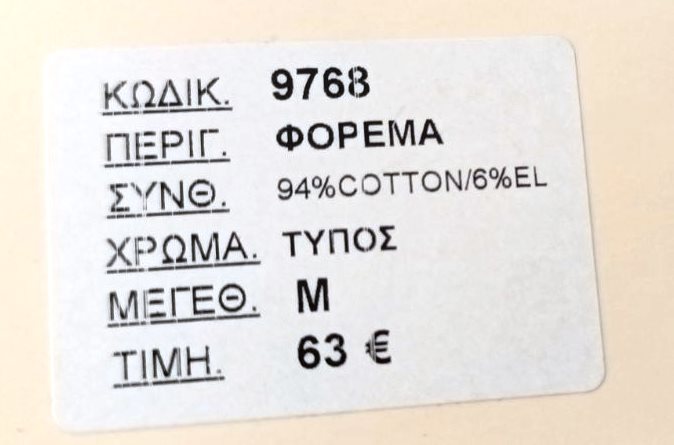 ΚΩΔΙΚ. 9768
ΠΕΡΙΓ. ΦΟΡΕΜΑ
ΣΥΝΘ. 94%COTTON/6%EL
ΧΡΩΜΑ. ΤΥΠΟΣ
ΜΕΓΕΘ. M
ΤΙΜΗ. 63 €